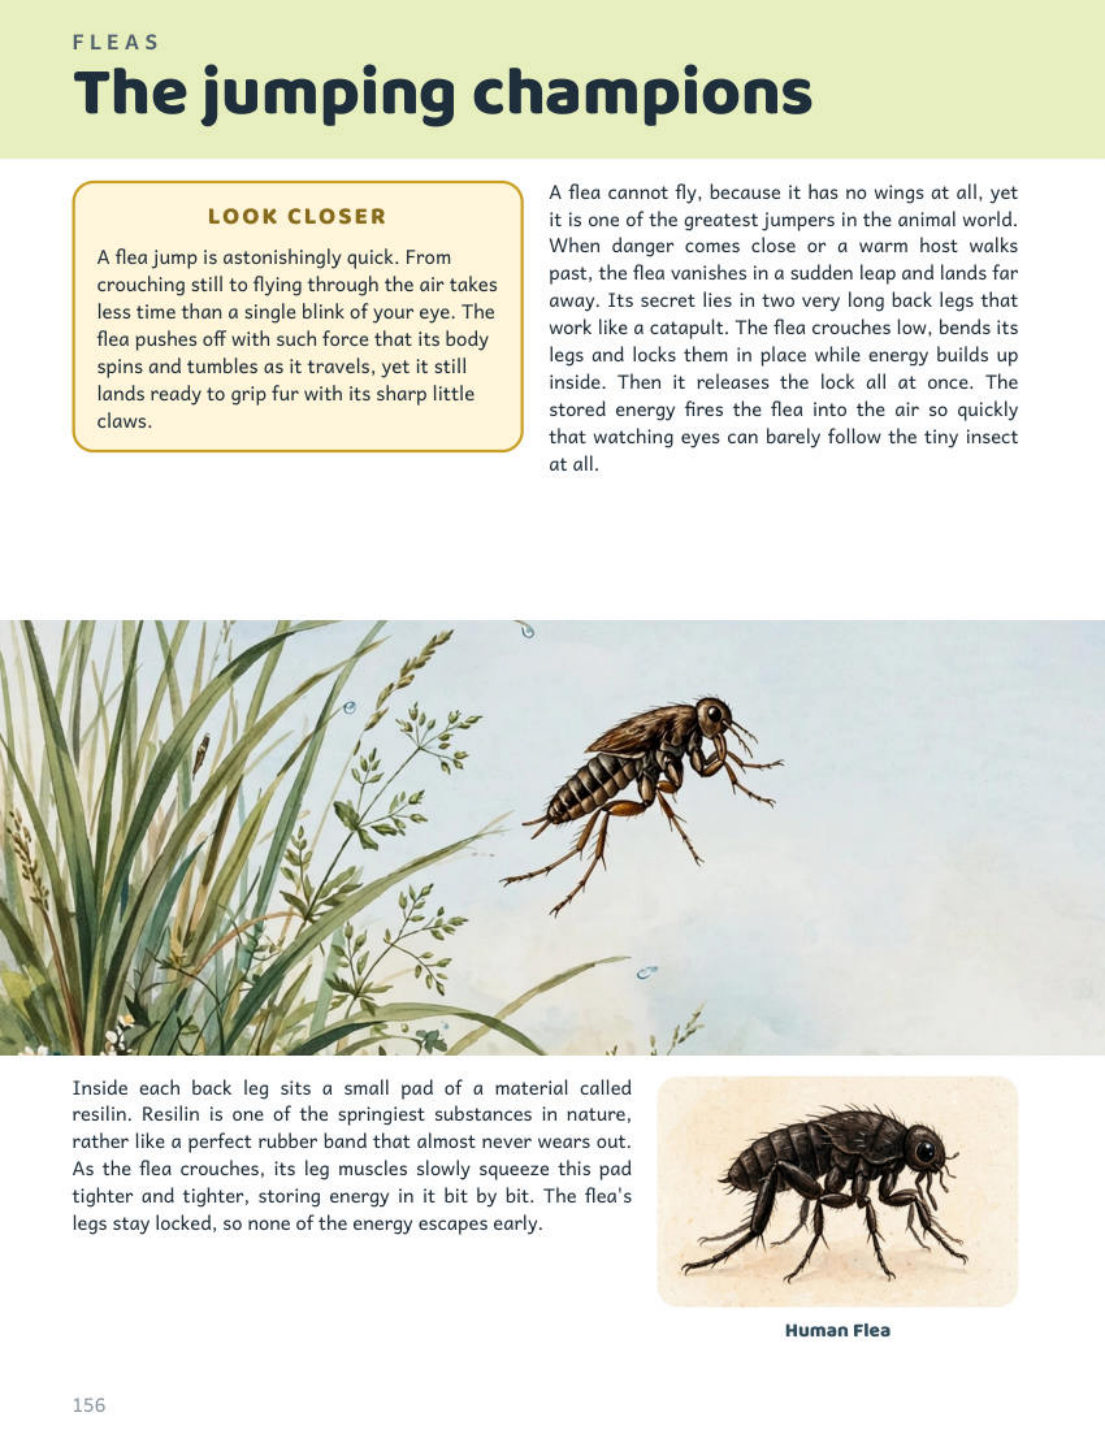 FLEAS
The jumping champions
LOOK CLOSER
A flea jump is astonishingly quick. From
crouching still to flying through the air takes
less time than a single blink of your eye. The
flea pushes off with such force that its body
spins and tumbles as it travels, yet it still
lands ready to grip fur with its sharp little
claws.
A flea cannot fly, because it has no wings at all, yet
it is one of the greatest jumpers in the animal world.
When danger comes close or a warm host walks
past, the flea vanishes in a sudden leap and lands far
away. Its secret lies in two very long back legs that
work like a catapult. The flea crouches low, bends its
legs and locks them in place while energy builds up
inside. Then it releases the lock all at once. The
stored energy fires the flea into the air so quickly
that watching eyes can barely follow the tiny insect
at all.
Inside each back leg sits a small pad of a material called
resilin. Resilin is one of the springiest substances in nature,
rather like a perfect rubber band that almost never wears out.
As the flea crouches, its leg muscles slowly squeeze this pad
tighter and tighter, storing energy in it bit by bit. The flea's
legs stay locked, so none of the energy escapes early.
Human Flea
156